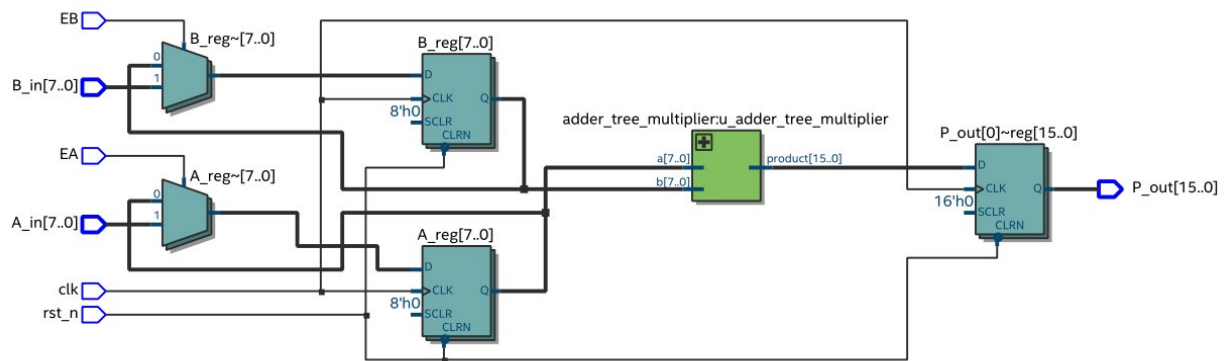 EB
B_reg~[7..0]
0
B_in[7..0]
1
B_reg[7..0]
D
CLK
Q
8'h0
SCLR
CLRN
EA
A_reg~[7..0]
0
A_in[7..0]
1
A_reg[7..0]
D
CLK
Q
8'h0
SCLR
CLRN
clk
rst_n
adder_tree_multiplier:u_adder_tree_multiplier
a[7..0]
product[15..0]
b[7..0]
P_out[0]~reg[15..0]
D
CLK
Q
16'h0
SCLR
CLRN
P_out[15..0]